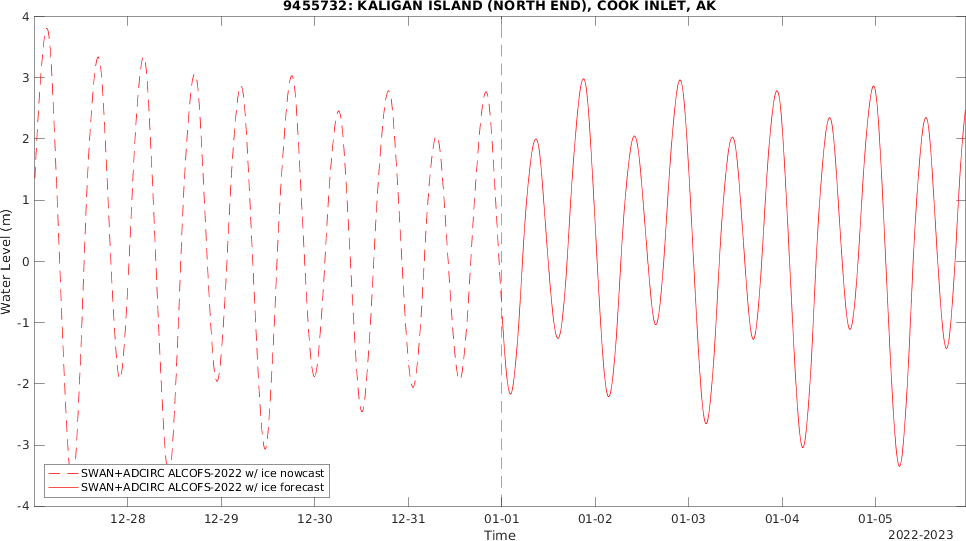 9455732: KALIGAN ISLAND (NORTH END), COOK INLET, AK
4
3
2
1
0
-1
-2
-3
-4
Water Level (m)
SWAN+ADCIRC ALCOFS-2022 w/ ice nowcast
SWAN+ADCIRC ALCOFS-2022 w/ ice forecast
12-28 12-29 12-30 12-31 01-01 01-02 01-03 01-04 01-05
Time
2022-2023